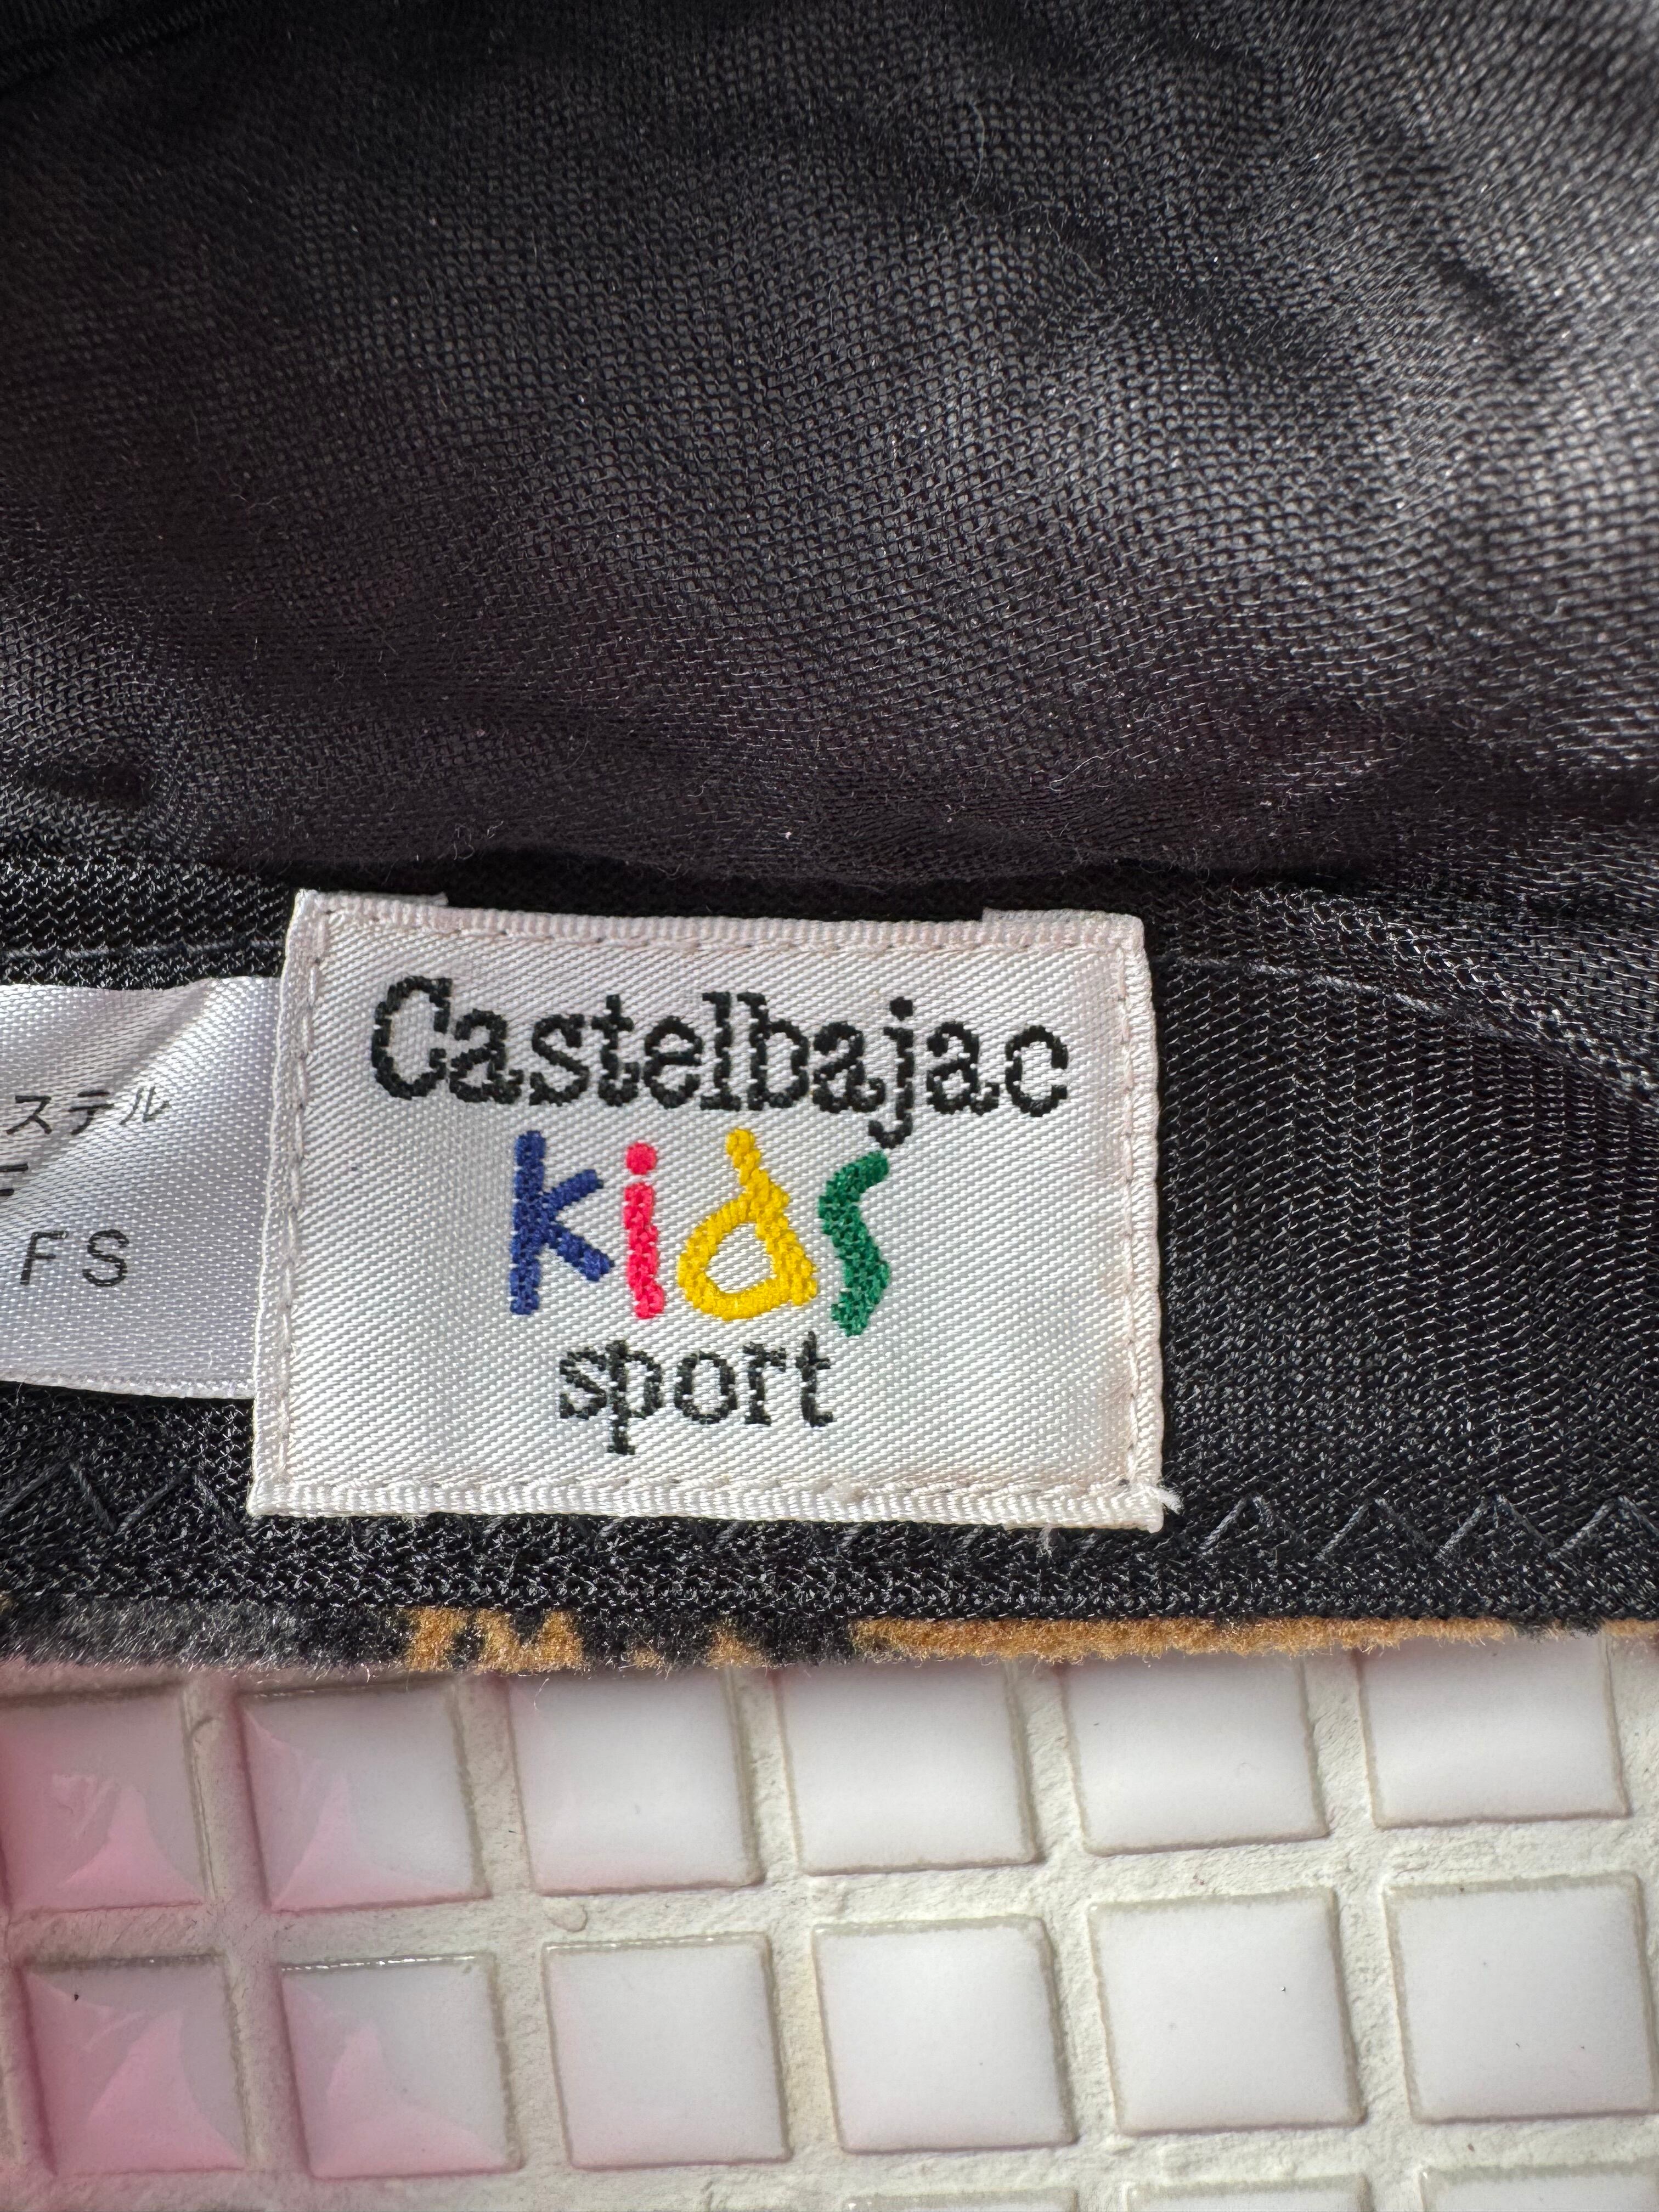 Castelbajac
kids
sport
ステル
FS